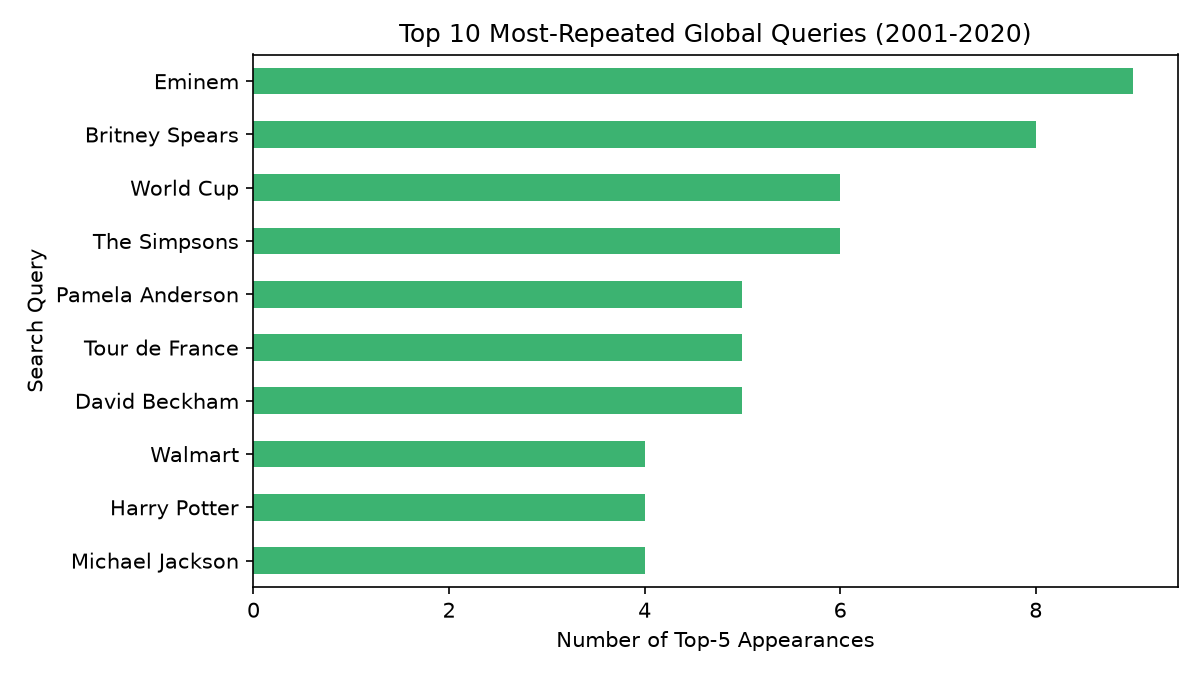 Top 10 Most-Repeated Global Queries (2001-2020)
Search Query
Eminem
Britney Spears
World Cup
The Simpsons
Pamela Anderson
Tour de France
David Beckham
Walmart
Harry Potter
Michael Jackson
0 2 4 6 8
Number of Top-5 Appearances